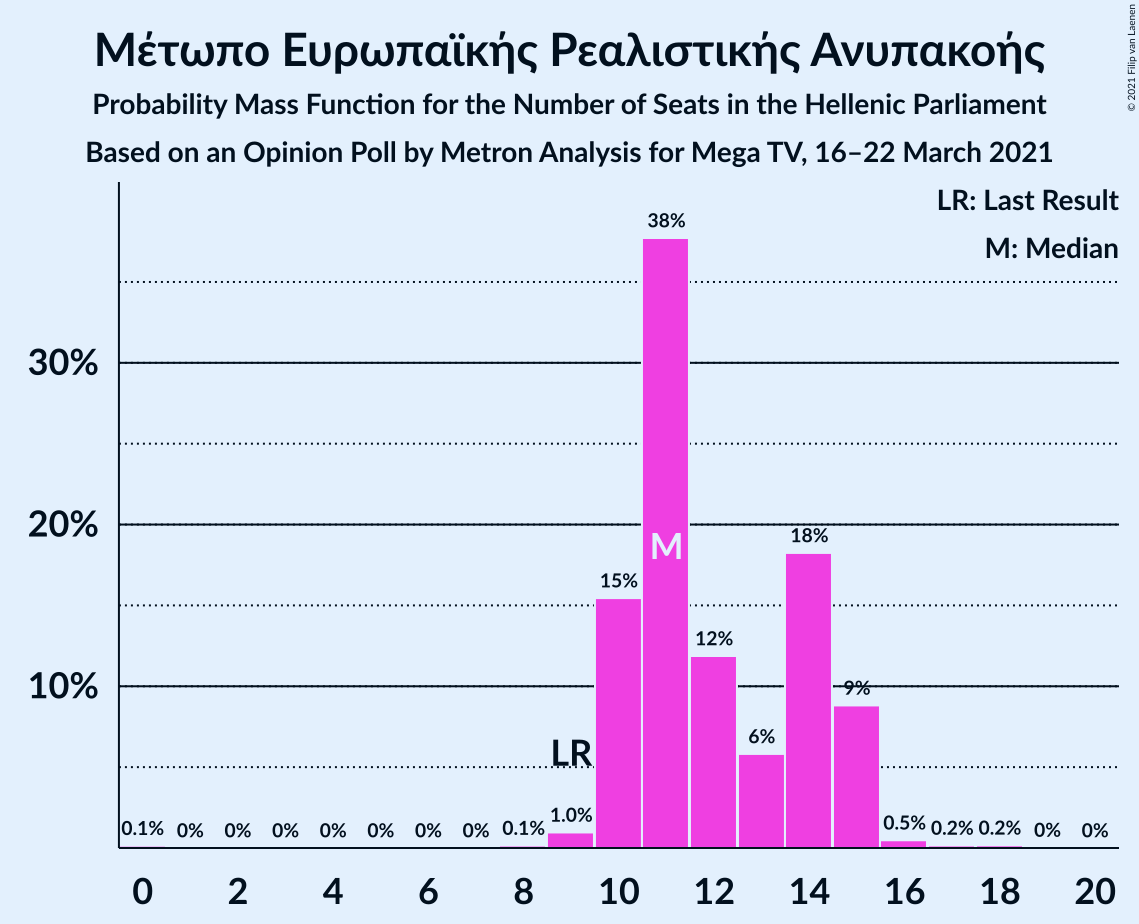 Μέτωπο Ευρωπαϊκής Ρεαλιστικής Ανυπακοής
Probability Mass Function for the Number of Seats in the Hellenic Parliament
Based on an Opinion Poll by Metron Analysis for Mega TV, 16–22 March 2021
© 2021 Filip van Laenen
LR: Last Result
M: Median
38%
30%
20%
18%
M
15%
12%
10%
9%
6%
LR
0.1% 0% 0% 0% 0% 0% 0% 0% 0.1% 1.0% 0.5% 0.2% 0.2% 0% 0%
0 2 4 6 8 10 12 14 16 18 20